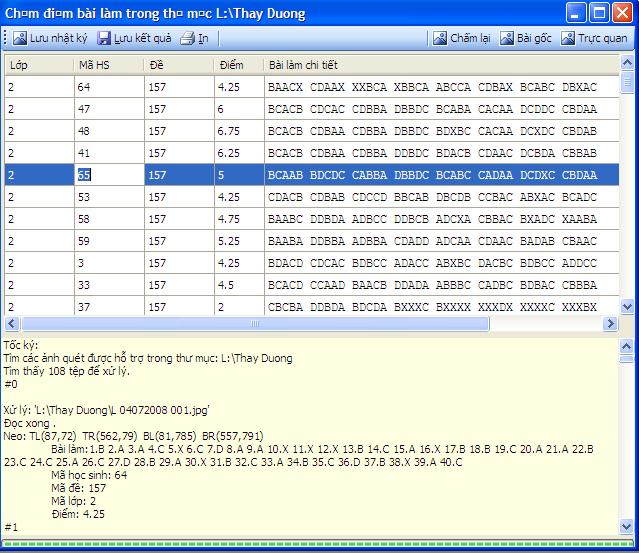 Ch¤m đi¤m bài làm trong th¤ m¤c L:\Thay Duong
Lưu nhật ký Lưu kết quả In Chấm lại Bài gốc Trực quan
Lớp Mã HS Đề Điểm Bài làm chi tiết
2 64 157 4.25 BAACX CDAAX XXBCA XBBCA ABCCA CDBAX BCABC DBXAC
2 47 157 6 BCACB CDCAC CDBBA DDBDC BCABA CACAA DCDDC CBDAA
2 48 157 6.75 BCACB CDBAA CDBBA DBBDC BDXBC CACAA DCXDC CBDAB
2 41 157 6.25 BCACB CDCAA CDBBA DDBDC BDACB CDAAC DCBDA CBBAB
2 65 157 5 BCAAB BDCDC CABBA DBBDC BCABC CADAA DCDXC CBDAA
2 53 157 4.25 CDACB CDBAB CDCCD BBCAB DBCDB CCBAC ABXAC BCADC
2 58 157 4.75 BAABC DDBDA ADBCC DDBCB ADCXA CBBAC BXADC XAABA
2 59 157 5.25 BAABA DDBBA ADBBA CDADD ADCAA CDAAC BADAB CBAAC
2 3 157 4.25 BDACD CDCAC BDBCC ADACC ABXBC DACBC BDBCC ADDCC
2 33 157 4.5 BCACD CCAAD BAACB DDADA ABBBC CADBC BDBAC CBBBA
2 37 157 2 CBCBA DDBDA BDCDA BXXXC BXXXX XXXDX XXXXC XXXBX
Tốc ký:
Tìm các ảnh quét được hỗ trợ trong thư mục: L:\Thay Duong
Tìm thấy 108 tệp để xử lý.
#0
Xử lý: 'L:\Thay Duong\L 04072008 001.jpg'
Đọc xong .
Neo: TL(87,72) TR(562,79) BL(81,785) BR(557,791)
Bài làm:1.B 2.A 3.A 4.C 5.X 6.C 7.D 8.A 9.A 10.X 11.X 12.X 13.B 14.C 15.A 16.X 17.B 18.B 19.C 20.A 21.A 22.B
23.C 24.C 25.A 26.C 27.D 28.B 29.A 30.X 31.B 32.C 33.A 34.B 35.C 36.D 37.B 38.X 39.A 40.C
Mã học sinh: 64
Mã đề: 157
Mã lớp: 2
Điểm: 4.25
#1